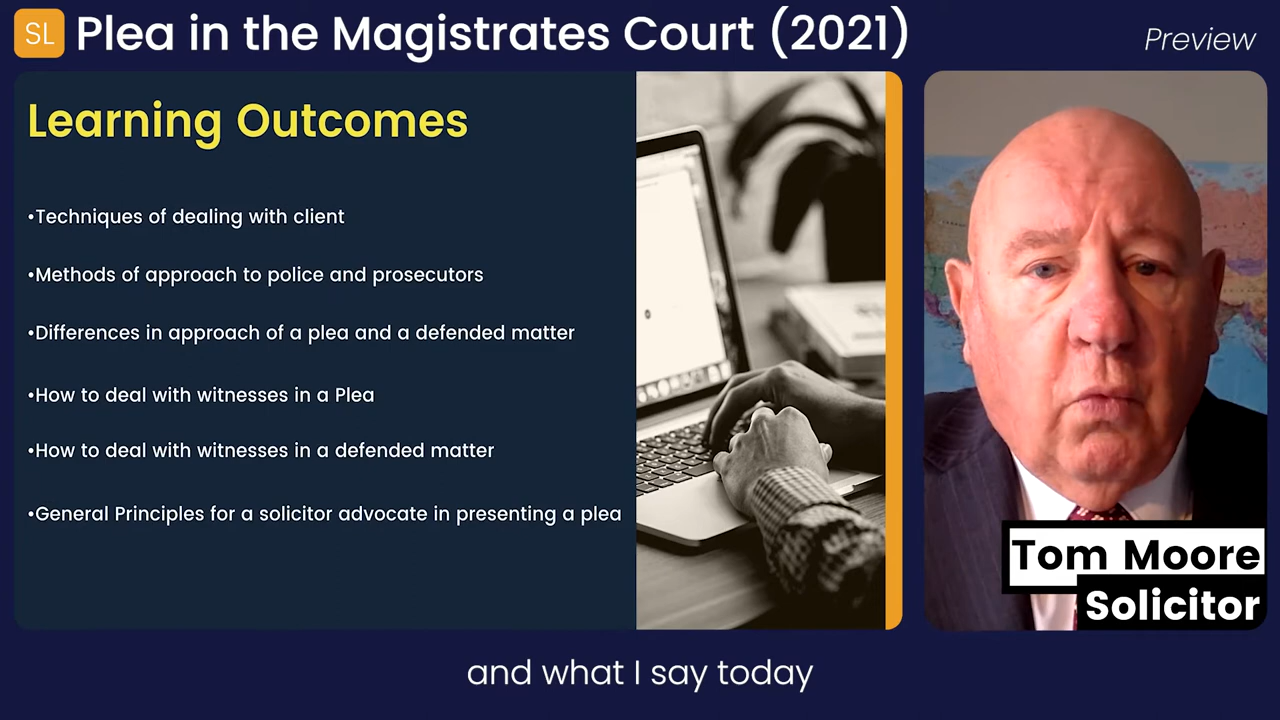 SL Plea in the Magistrates Court (2021)
Preview
Learning Outcomes
•Techniques of dealing with client
•Methods of approach to police and prosecutors
•Differences in approach of a plea and a defended matter
•How to deal with witnesses in a Plea
•How to deal with witnesses in a defended matter
•General Principles for a solicitor advocate in presenting a plea
Tom Moore
Solicitor
and what I say today